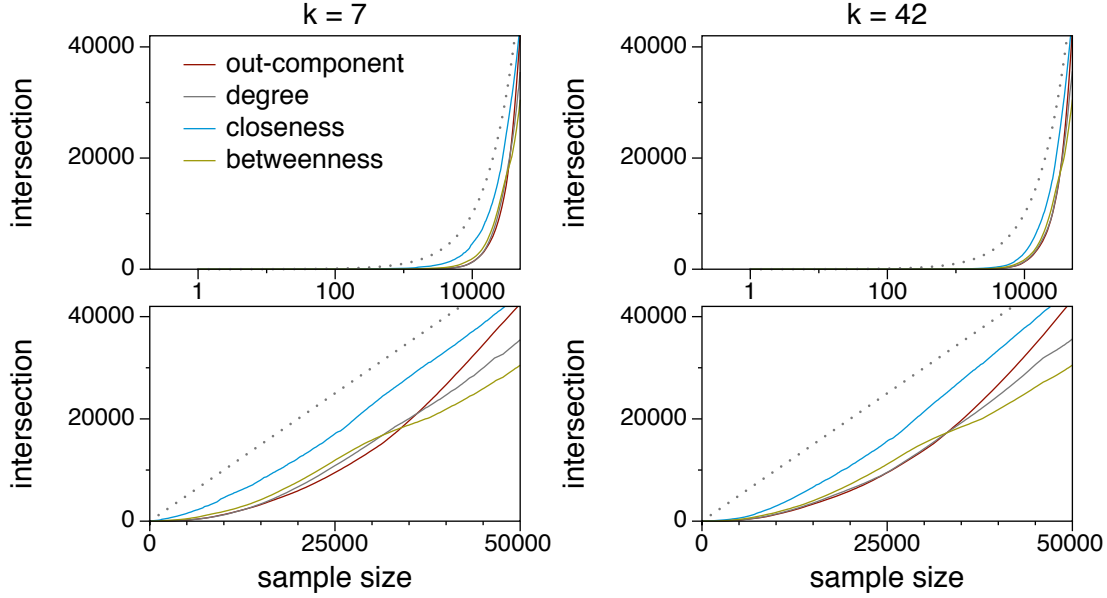 k = 7
k = 42
intersection
40000
20000
0
out-component
degree
closeness
betweenness
1
100
10000
intersection
40000
20000
0
1
100
10000
intersection
40000
20000
0
0
25000
50000
sample size
intersection
40000
20000
0
0
25000
50000
sample size